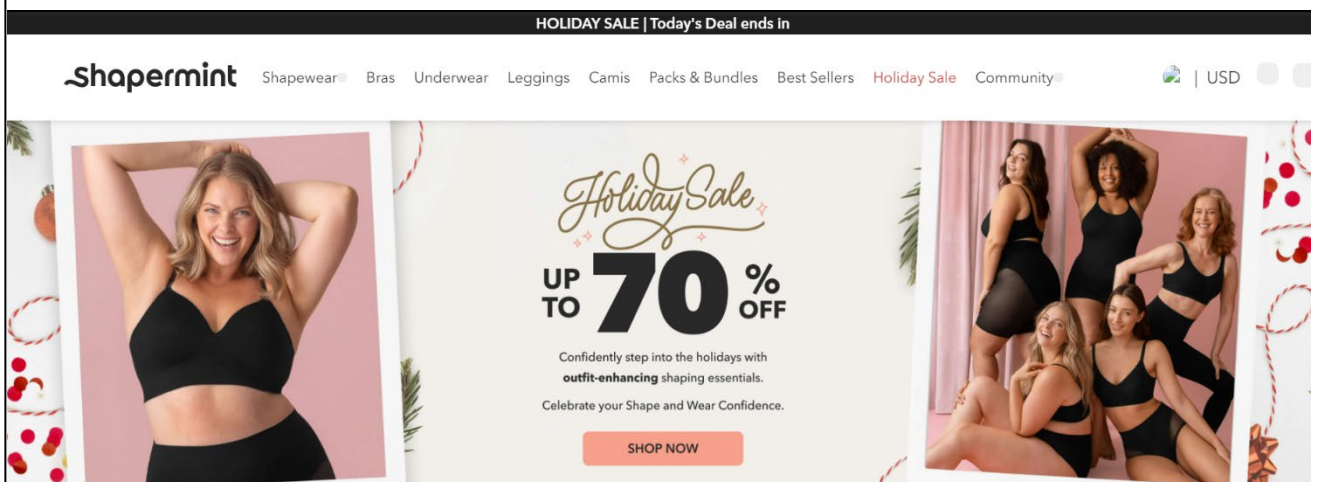 HOLIDAY SALE | Today's Deal ends in
shapermint Shapewear Bras Underwear Leggings Camis Packs & Bundles Best Sellers Holiday Sale Community | USD
Holiday Sale
UP TO 70% OFF
Confidently step into the holidays with
outfit-enhancing shaping essentials.
Celebrate your Shape and Wear Confidence.
SHOP NOW